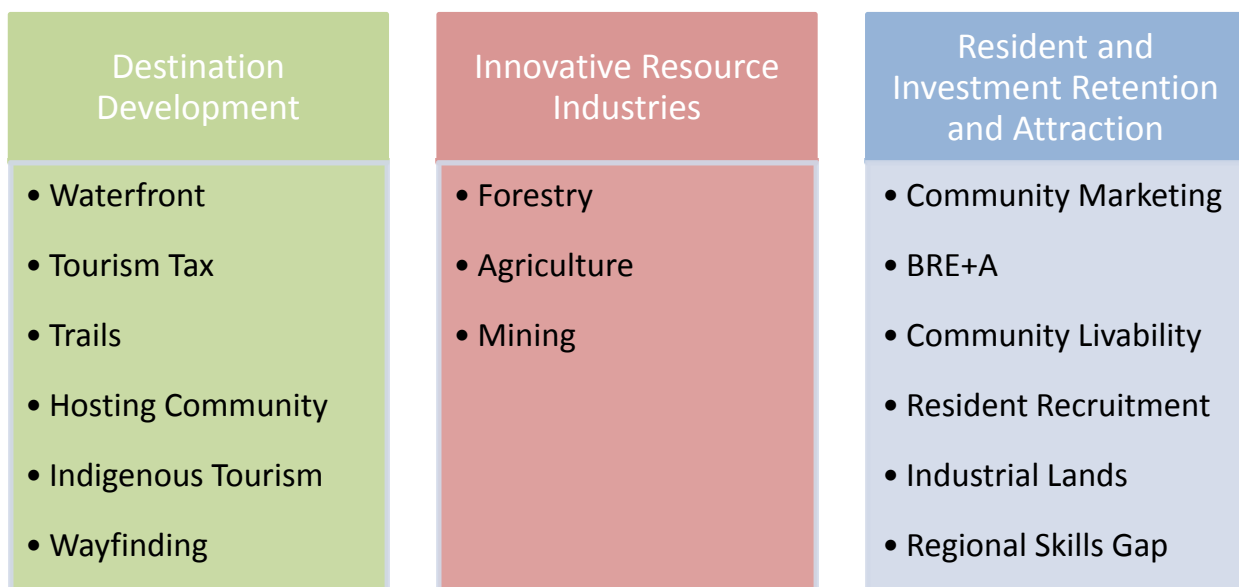 Destination
Development
• Waterfront
• Tourism Tax
• Trails
• Hosting Community
• Indigenous Tourism
• Wayfinding
Innovative Resource
Industries
• Forestry
• Agriculture
• Mining
Resident and
Investment Retention
and Attraction
• Community Marketing
• BRE+A
• Community Livability
• Resident Recruitment
• Industrial Lands
• Regional Skills Gap